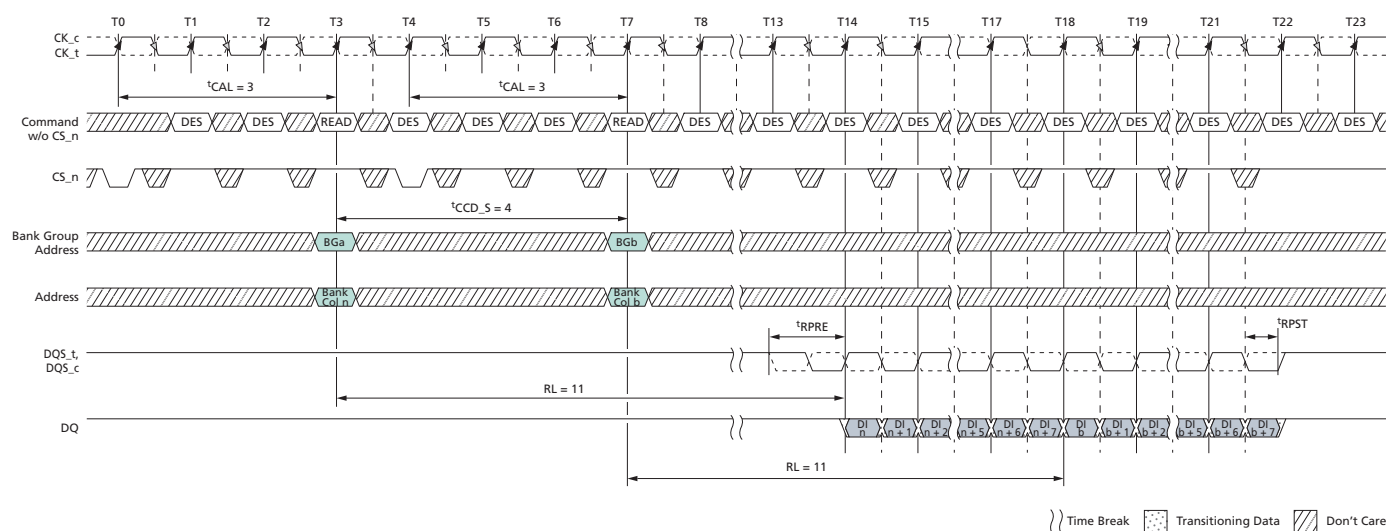 T0 T1 T2 T3 T4 T5 T6 T7 T8 T13 T14 T15 T17 T18 T19 T21 T22 T23
CK_c
CK_t
tCAL = 3 tCAL = 3
Command DES DES READ DES DES DES READ DES DES DES DES DES DES DES DES DES DES
w/o CS_n
CS_n
tCCD_S = 4
Bank Group
Address
BGa BGb
Address
Bank
Col n
Bank
Col b
tRPRE tRPST
DQS_t,
DQS_c
RL = 11
DQ
DI
n
DI
n + 1
DI
n + 2
DI
n + 5
DI
n + 6
DI
n + 7
DI
b
DI
b + 1
DI
b + 2
DI
b + 5
DI
b + 6
DI
b + 7
RL = 11
Time Break Transitioning Data Don't Care